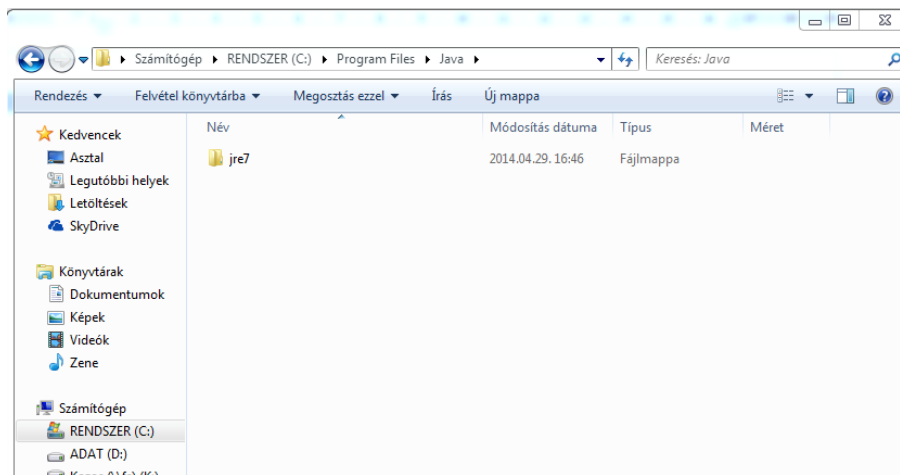 Számítógép RENDSZER (C:) Program Files Java Keresés: Java
Rendezés Felvétel könyvtárba Megosztás ezzel Írás Új mappa
Név Módosítás dátuma Típus Méret
jre7 2014.04.29. 16:46 Fájlmappa
Kedvencek
Asztal
Legutóbbi helyek
Letöltések
SkyDrive
Könyvtárak
Dokumentumok
Képek
Videók
Zene
Számítógép
RENDSZER (C:)
ADAT (D:)